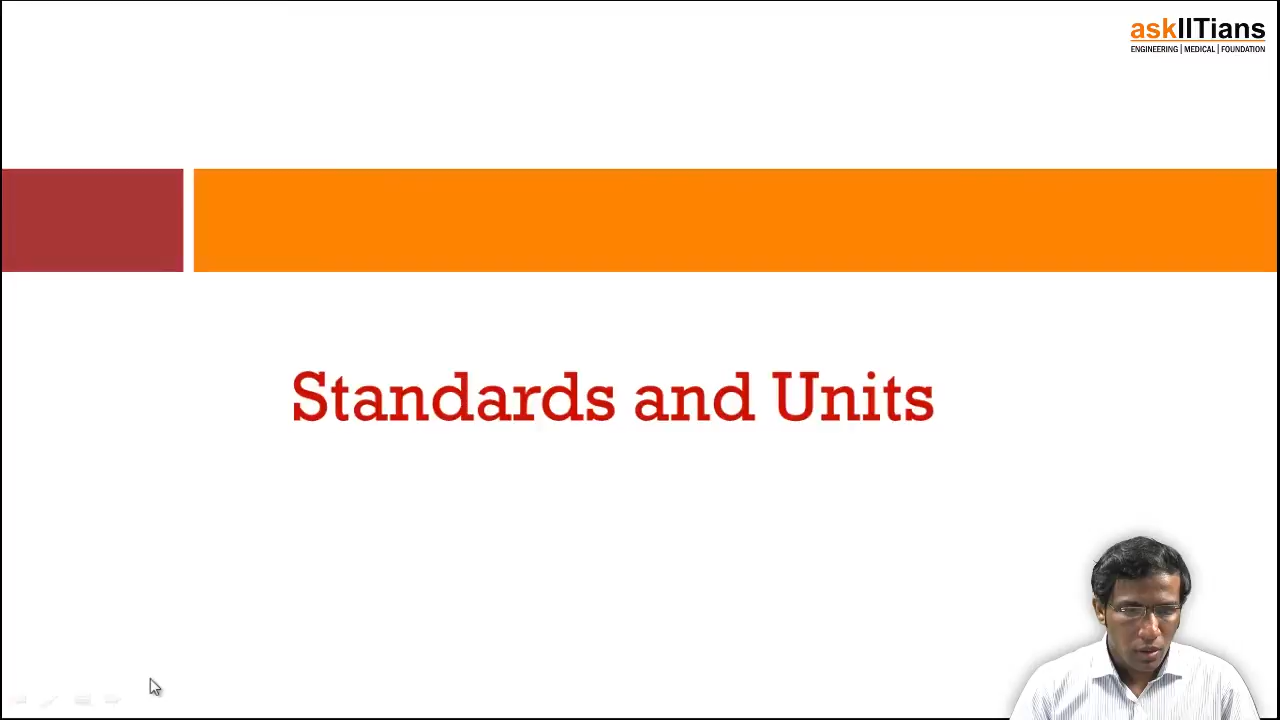 askIITians
ENGINEERING | MEDICAL | FOUNDATION
Standards and Units